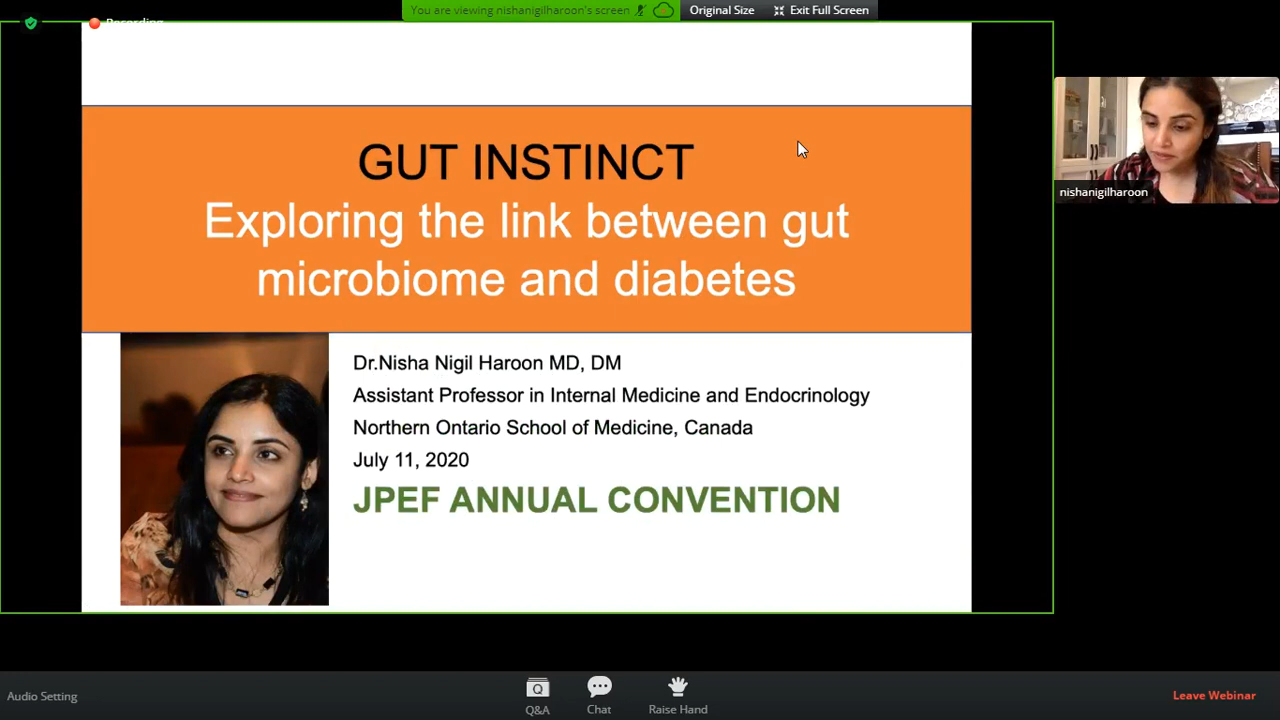 You are viewing nishanigilharoon's screen
Original Size
Exit Full Screen
Recording
GUT INSTINCT
Exploring the link between gut
microbiome and diabetes
nishanigilharoon
Dr.Nisha Nigil Haroon MD, DM
Assistant Professor in Internal Medicine and Endocrinology
Northern Ontario School of Medicine, Canada
July 11, 2020
JPEF ANNUAL CONVENTION
Audio Setting
Q
Q&A
Chat
Raise Hand
Leave Webinar